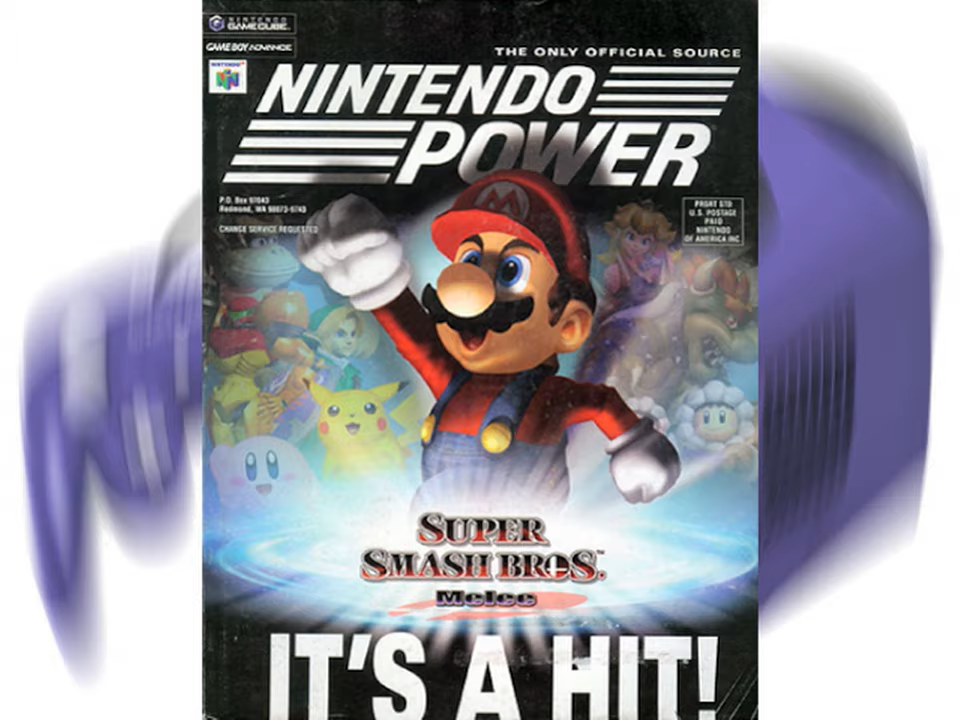 NINTENDO
GAMECUBE
GAME BOY ADVANCE
NINTENDO
THE ONLY OFFICIAL SOURCE
NINTENDO
POWER
P.O. Box 97043
Redmond, WA 98073-9743
CHANGE SERVICE REQUESTED
PRSRT STD
U.S. POSTAGE
PAID
NINTENDO
OF AMERICA INC
M
SUPER
SMASH BROS.™
Melee
IT'S A HIT!